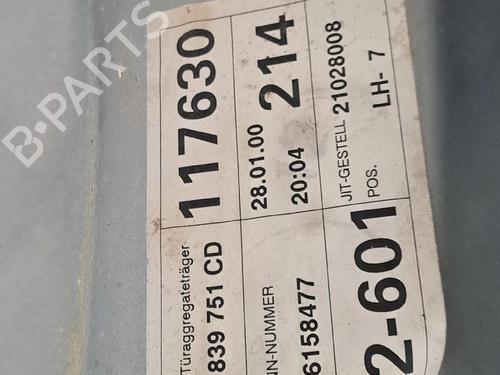 Türaggregateträger
839 751 CD
117630
NN-NUMMER
6158477
28.01.00
20:04
214
2-601
JIT-GESTELL 21028008
POS. LH- 7
B-PARTS